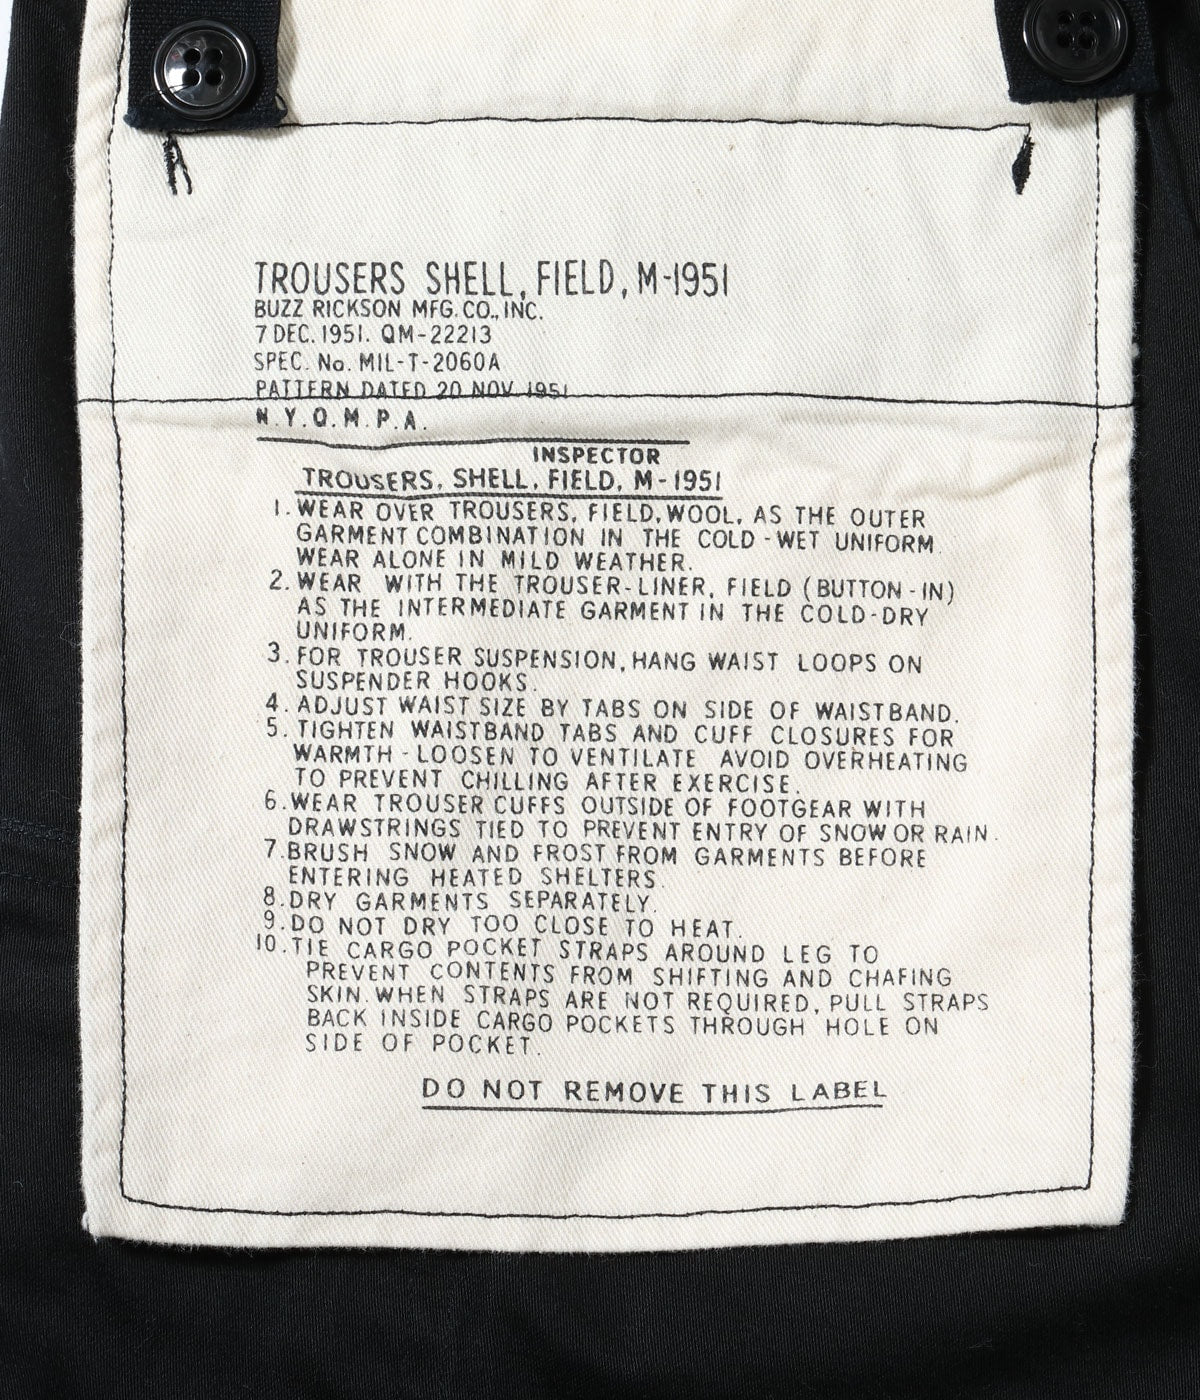 TROUSERS SHELL, FIELD, M-1951
BUZZ RICKSON MFG. CO., INC.
7 DEC. 1951. QM-22213
SPEC. No. MIL-T-2060A
PATTERN DATED 20 NOV 1951
N.Y.Q.M.P.A.
INSPECTOR
TROUSERS, SHELL, FIELD, M-1951
1. WEAR OVER TROUSERS, FIELD, WOOL, AS THE OUTER
GARMENT COMBINATION IN THE COLD-WET UNIFORM.
WEAR ALONE IN MILD WEATHER.
2. WEAR WITH THE TROUSER-LINER, FIELD (BUTTON-IN)
AS THE INTERMEDIATE GARMENT IN THE COLD-DRY
UNIFORM.
3. FOR TROUSER SUSPENSION, HANG WAIST LOOPS ON
SUSPENDER HOOKS.
4. ADJUST WAIST SIZE BY TABS ON SIDE OF WAISTBAND.
5. TIGHTEN WAISTBAND TABS AND CUFF CLOSURES FOR
WARMTH - LOOSEN TO VENTILATE AVOID OVERHEATING
TO PREVENT CHILLING AFTER EXERCISE.
6. WEAR TROUSER CUFFS OUTSIDE OF FOOTGEAR WITH
DRAWSTRINGS TIED TO PREVENT ENTRY OF SNOW OR RAIN.
7. BRUSH SNOW AND FROST FROM GARMENTS BEFORE
ENTERING HEATED SHELTERS.
8. DRY GARMENTS SEPARATELY.
9. DO NOT DRY TOO CLOSE TO HEAT.
10. TIE CARGO POCKET STRAPS AROUND LEG TO
PREVENT CONTENTS FROM SHIFTING AND CHAFING
SKIN. WHEN STRAPS ARE NOT REQUIRED, PULL STRAPS
BACK INSIDE CARGO POCKETS THROUGH HOLE ON
SIDE OF POCKET.
DO NOT REMOVE THIS LABEL